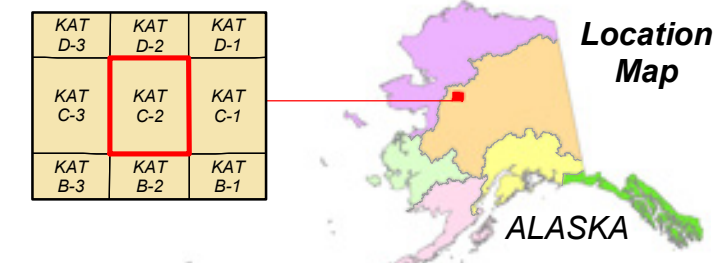 KAT KAT KAT
D-3 D-2 D-1
KAT KAT KAT
C-3 C-2 C-1
KAT KAT KAT
B-3 B-2 B-1
Location
Map
ALASKA